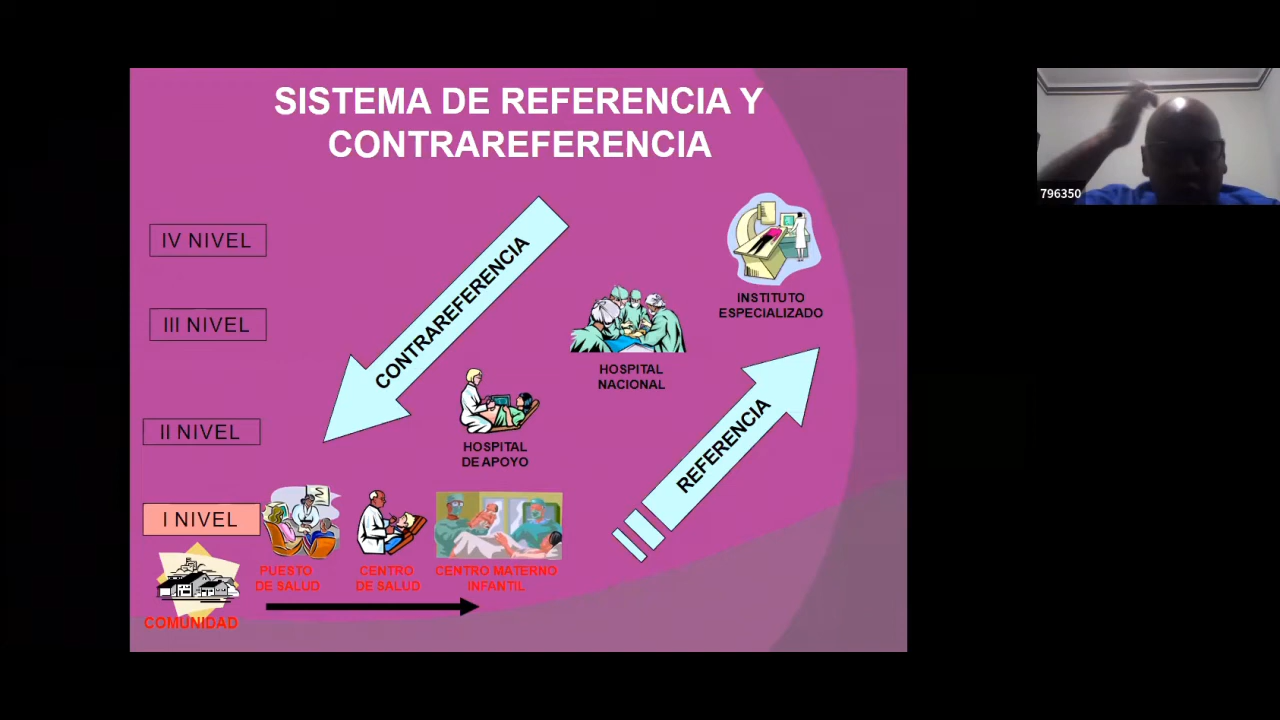 SISTEMA DE REFERENCIA Y
CONTRAREFERENCIA
796350
IV NIVEL
CONTRAREFERENCIA
INSTITUTO
ESPECIALIZADO
III NIVEL
HOSPITAL
NACIONAL
II NIVEL
HOSPITAL
DE APOYO
REFERENCIA
I NIVEL
PUESTO
DE SALUD
CENTRO
DE SALUD
CENTRO MATERNO
INFANTIL
COMUNIDAD